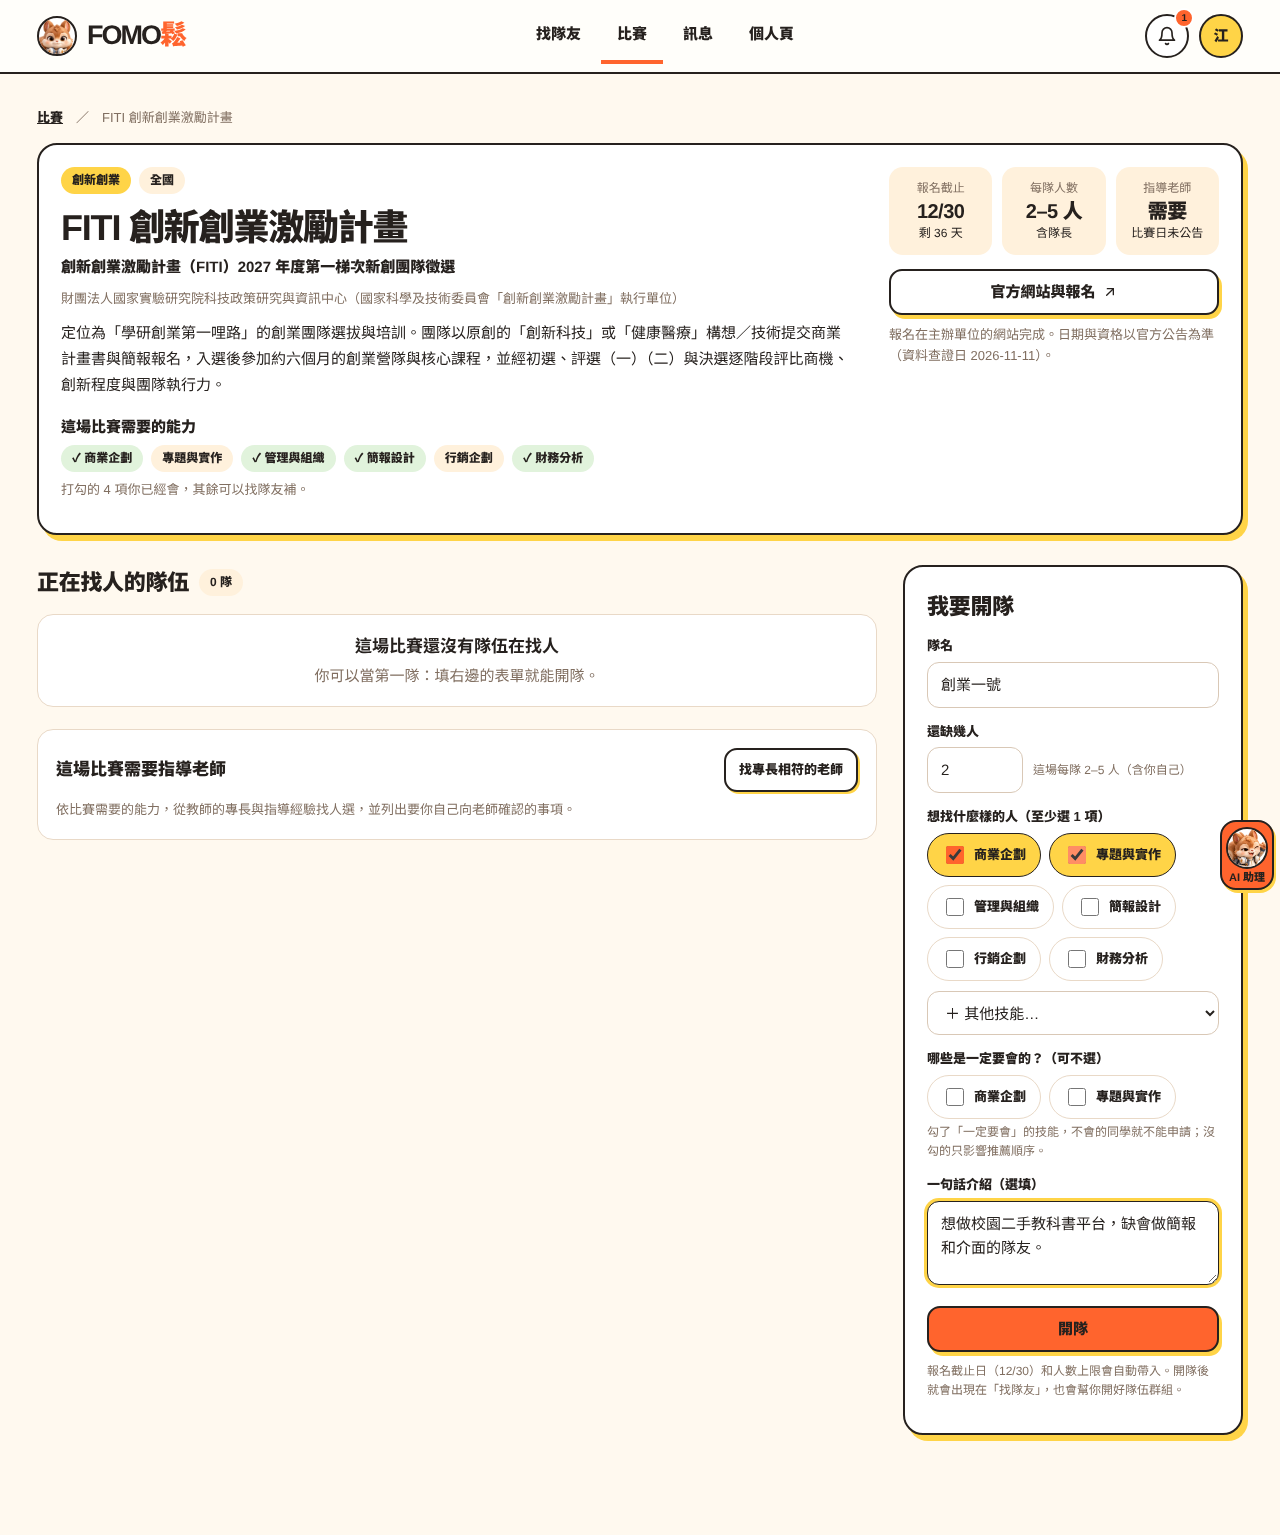 FOMO鬆
找隊友
比賽
訊息
個人頁
1
江
比賽 ／ FITI 創新創業激勵計畫
創新創業
全國
FITI 創新創業激勵計畫
創新創業激勵計畫（FITI）2027 年度第一梯次新創團隊徵選
財團法人國家實驗研究院科技政策研究與資訊中心（國家科學及技術委員會「創新創業激勵計畫」執行單位）
定位為「學研創業第一哩路」的創業團隊選拔與培訓。團隊以原創的「創新科技」或「健康醫療」構想／技術提交商業
計畫書與簡報報名，入選後參加約六個月的創業營隊與核心課程，並經初選、評選（一）（二）與決選逐階段評比商機、
創新程度與團隊執行力。
這場比賽需要的能力
✓ 商業企劃
專題與實作
✓ 管理與組織
✓ 簡報設計
行銷企劃
✓ 財務分析
打勾的 4 項你已經會，其餘可以找隊友補。
報名截止
12/30
剩 36 天
每隊人數
2–5 人
含隊長
指導老師
需要
比賽日未公告
官方網站與報名
報名在主辦單位的網站完成。日期與資格以官方公告為準
（資料查證日 2026-11-11）。
正在找人的隊伍
0 隊
這場比賽還沒有隊伍在找人
你可以當第一隊：填右邊的表單就能開隊。
這場比賽需要指導老師
找專長相符的老師
依比賽需要的能力，從教師的專長與指導經驗找人選，並列出要你自己向老師確認的事項。
我要開隊
隊名
創業一號
還缺幾人
2
這場每隊 2–5 人（含你自己）
想找什麼樣的人（至少選 1 項）
商業企劃
專題與實作
管理與組織
簡報設計
行銷企劃
財務分析
＋ 其他技能…
哪些是一定要會的？（可不選）
商業企劃
專題與實作
勾了「一定要會」的技能，不會的同學就不能申請；沒
勾的只影響推薦順序。
一句話介紹（選填）
想做校園二手教科書平台，缺會做簡報
和介面的隊友。
開隊
報名截止日（12/30）和人數上限會自動帶入。開隊後
就會出現在「找隊友」，也會幫你開好隊伍群組。
AI 助理